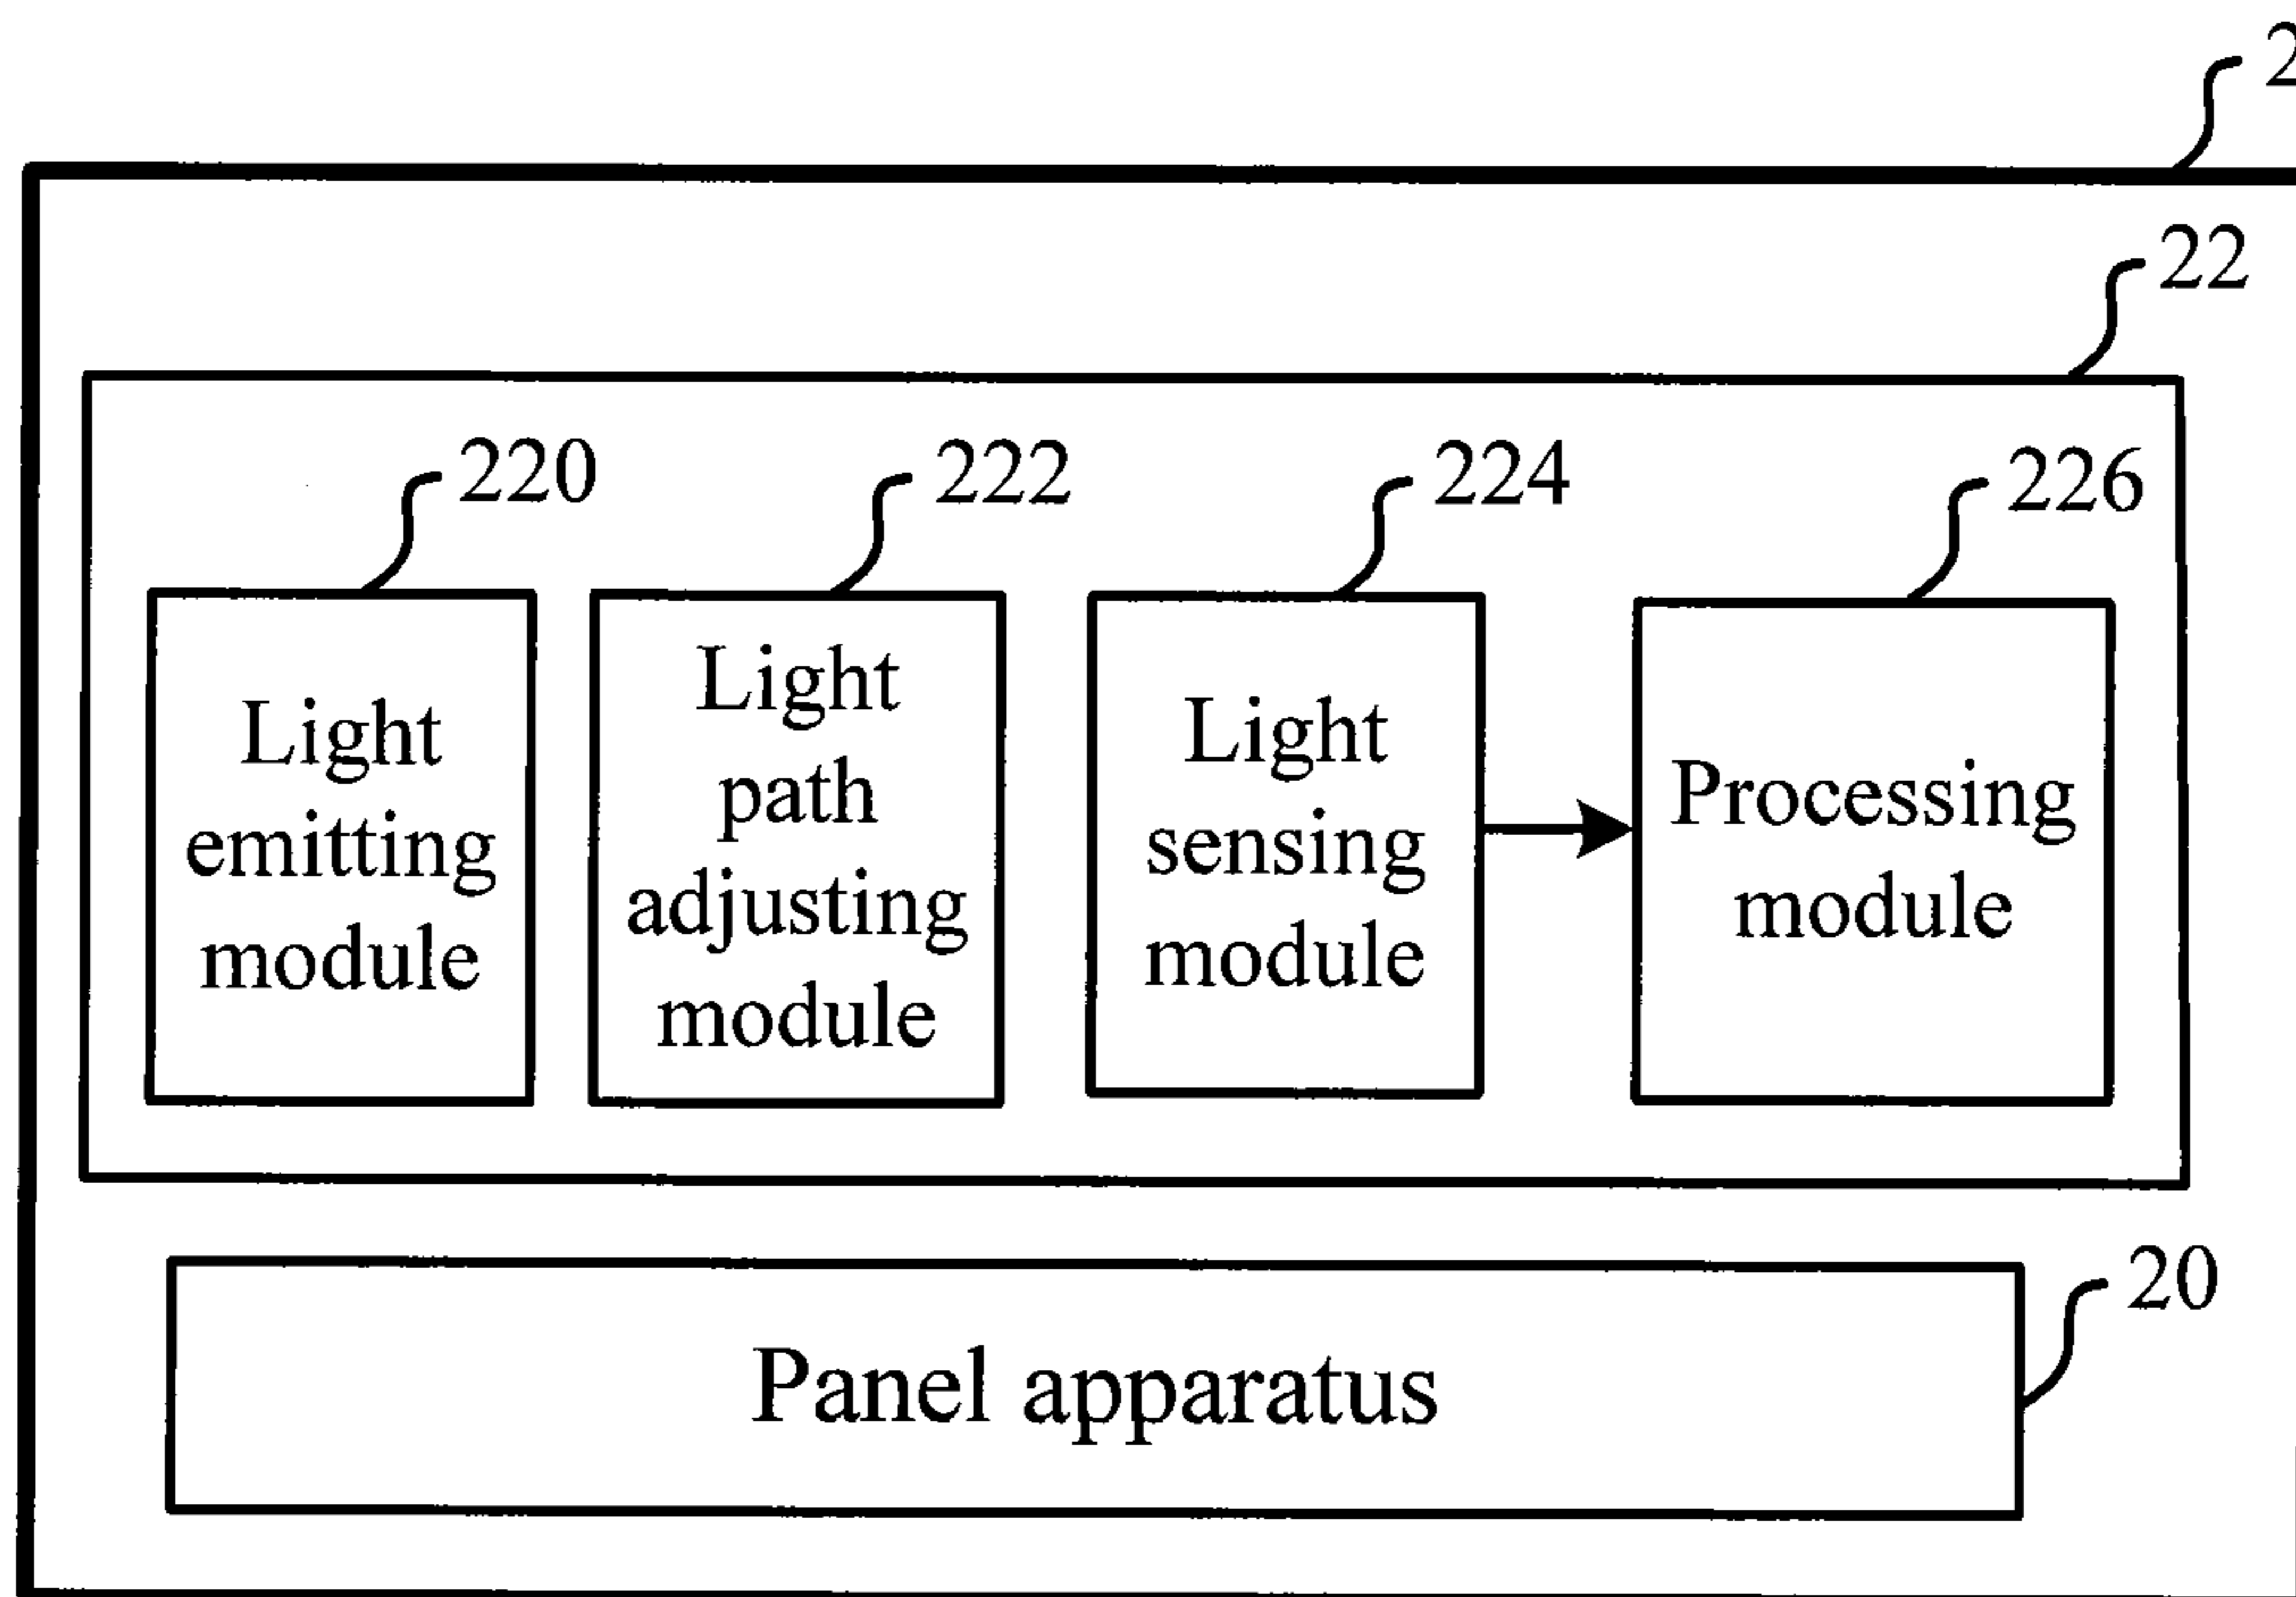 2
22
220
222
224
226
Light
emitting
module
Light
path
adjusting
module
Light
sensing
module
Processing
module
20
Panel apparatus